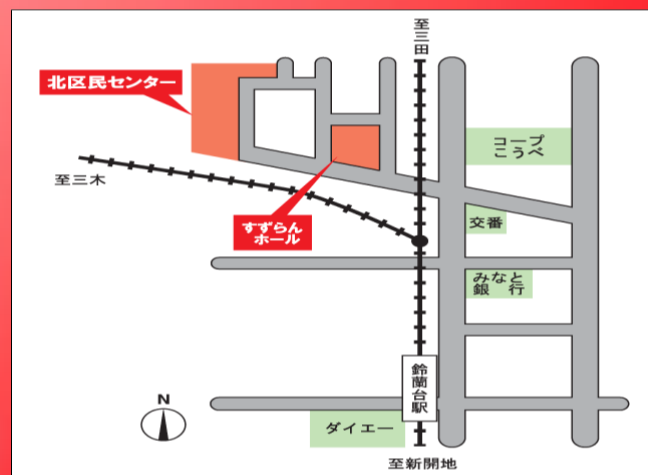 至三田
北区民センター
コープ
こうべ
至三木
すずらん
ホール
交番
みなと
銀行
鈴蘭台駅
N
ダイエー
至新開地